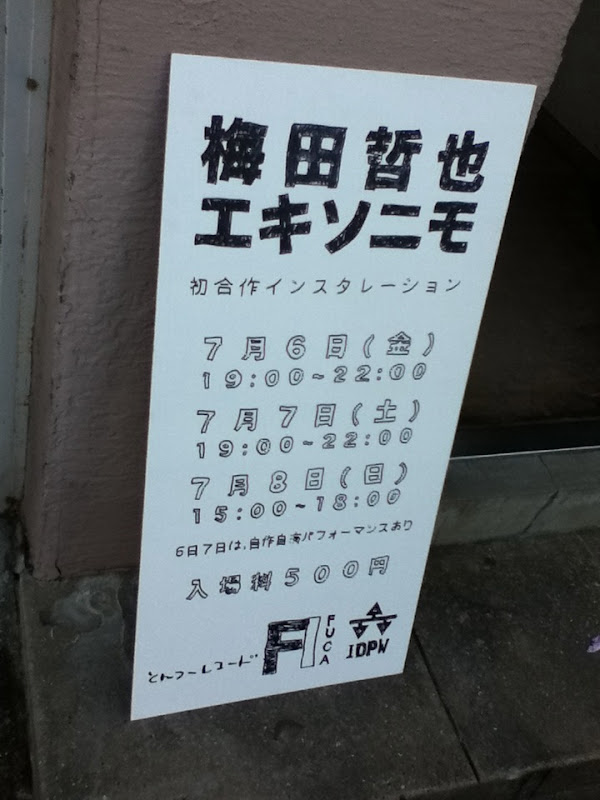 梅田哲也
エキソニモ
初合作インスタレーション
7月6日(金)
19:00~22:00
7月7日(土)
19:00~22:00
7月8日(日)
15:00~18:00
6日7日は、自作自演パフォーマンスあり
入場料500円
とんつーレコード
FUCA
IDPW